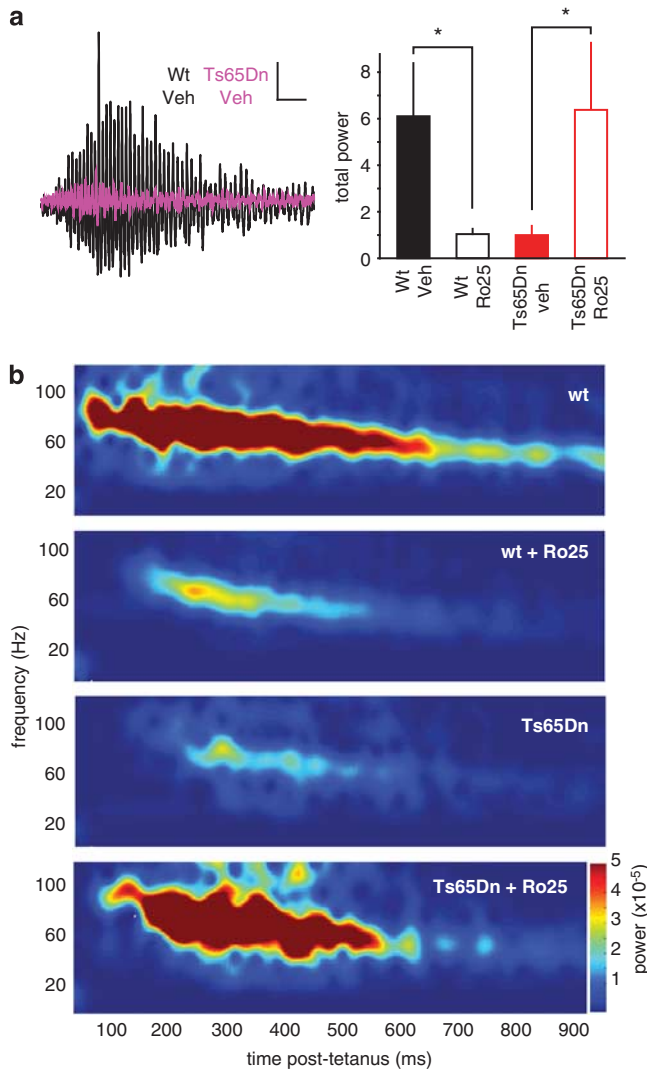 a
Wt Ts65Dn
Veh Veh
* *
total power
8
6
4
2
0
Wt Veh
Wt Ro25
Ts65Dn veh
Ts65Dn Ro25
b
wt
100
60
20
wt + Ro25
100
60
20
frequency (Hz)
Ts65Dn
100
60
20
Ts65Dn + Ro25
100
60
20
5
4
3
2
1
power (x10⁻⁵)
100 200 300 400 500 600 700 800 900
time post-tetanus (ms)